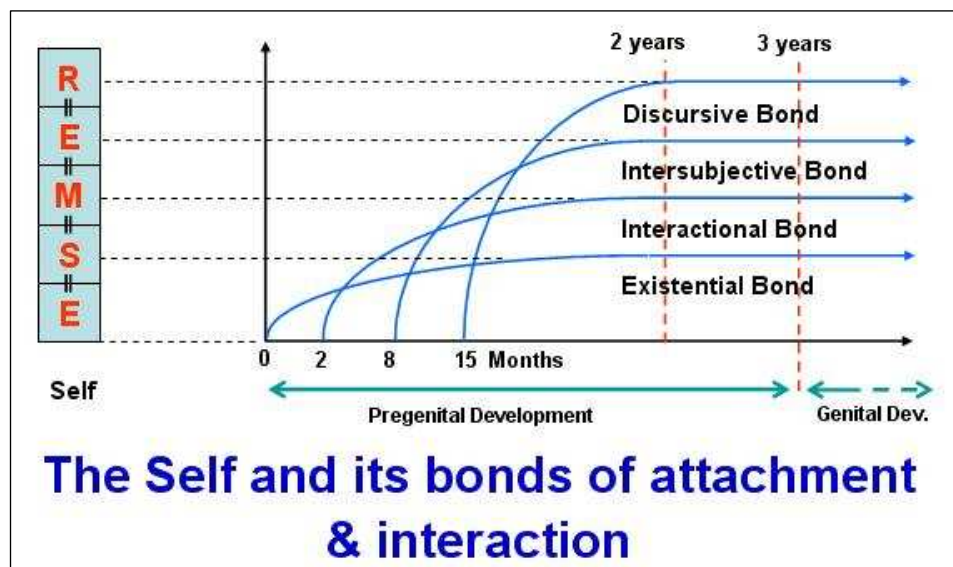 2 years 3 years
R
E
M
S
E
Discursive Bond
Intersubjective Bond
Interactional Bond
Existential Bond
0 2 8 15 Months
Self
Pregenital Development
Genital Dev.
The Self and its bonds of attachment
& interaction